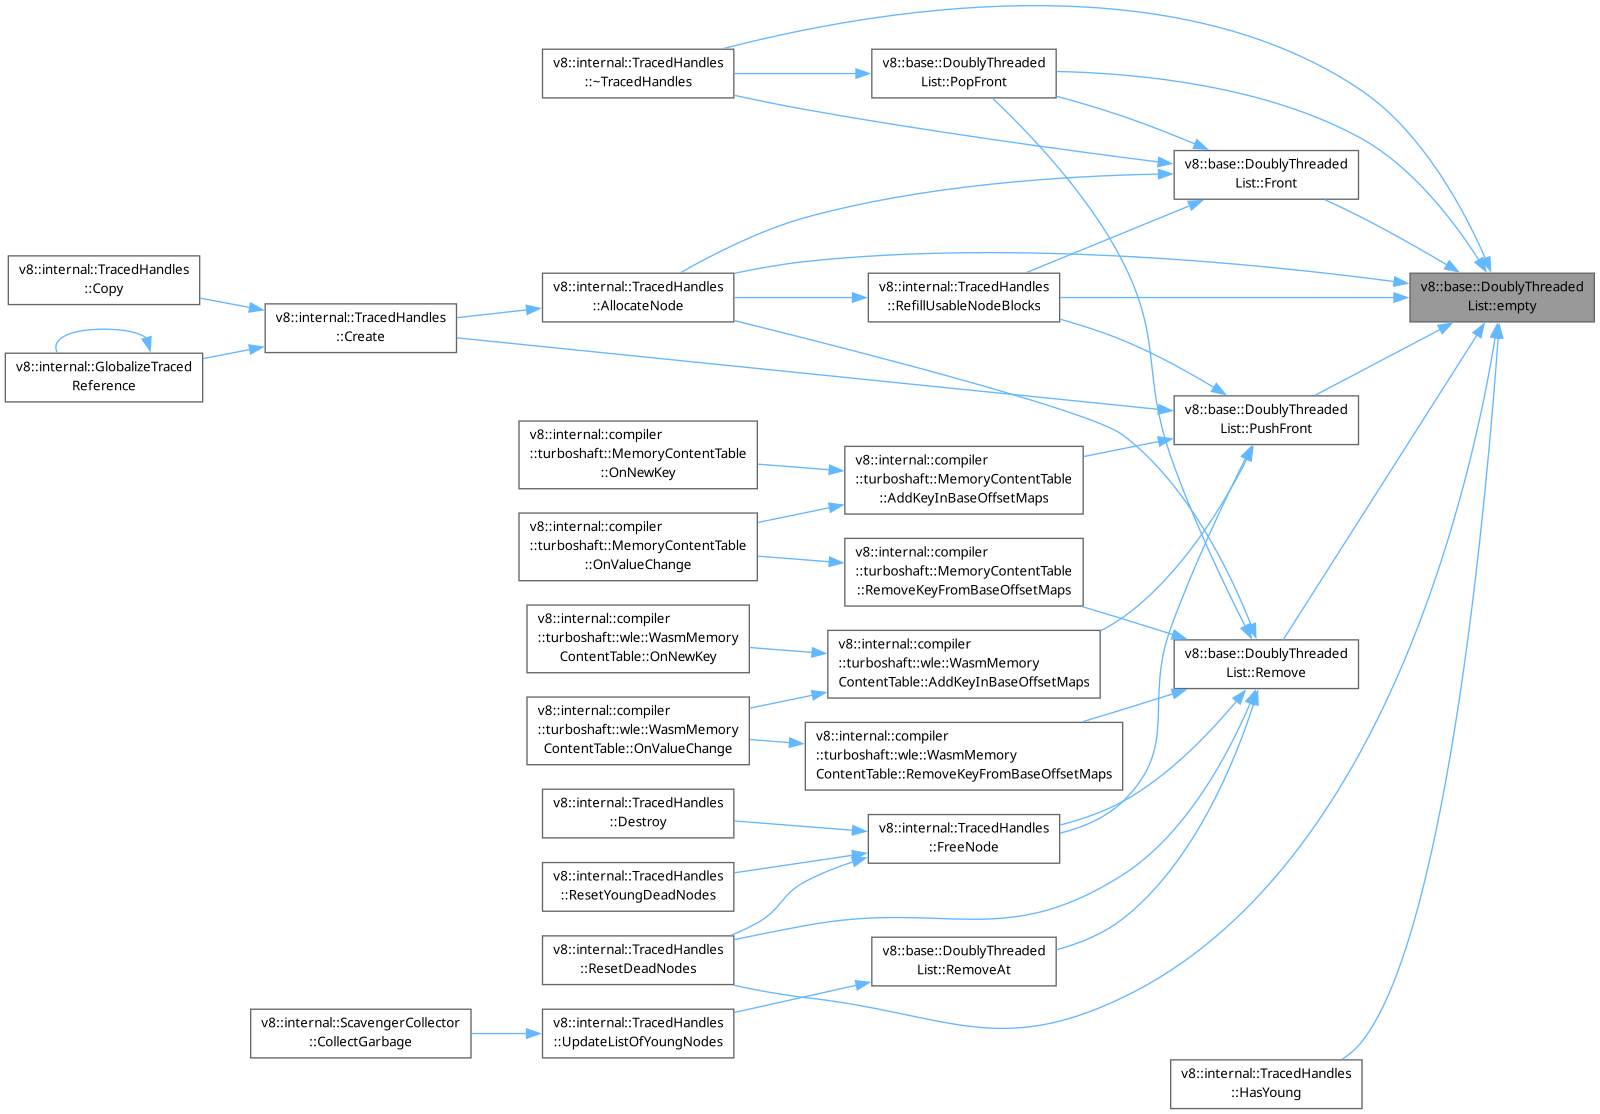 v8::internal::TracedHandles
::~TracedHandles
v8::base::DoublyThreaded
List::PopFront
v8::base::DoublyThreaded
List::Front
v8::internal::TracedHandles
::Copy
v8::internal::GlobalizeTraced
Reference
v8::internal::TracedHandles
::Create
v8::internal::TracedHandles
::AllocateNode
v8::internal::TracedHandles
::RefillUsableNodeBlocks
v8::base::DoublyThreaded
List::empty
v8::base::DoublyThreaded
List::PushFront
v8::internal::compiler
::turboshaft::MemoryContentTable
::OnNewKey
v8::internal::compiler
::turboshaft::MemoryContentTable
::AddKeyInBaseOffsetMaps
v8::internal::compiler
::turboshaft::MemoryContentTable
::OnValueChange
v8::internal::compiler
::turboshaft::MemoryContentTable
::RemoveKeyFromBaseOffsetMaps
v8::internal::compiler
::turboshaft::wle::WasmMemory
ContentTable::OnNewKey
v8::internal::compiler
::turboshaft::wle::WasmMemory
ContentTable::AddKeyInBaseOffsetMaps
v8::base::DoublyThreaded
List::Remove
v8::internal::compiler
::turboshaft::wle::WasmMemory
ContentTable::OnValueChange
v8::internal::compiler
::turboshaft::wle::WasmMemory
ContentTable::RemoveKeyFromBaseOffsetMaps
v8::internal::TracedHandles
::Destroy
v8::internal::TracedHandles
::FreeNode
v8::internal::TracedHandles
::ResetYoungDeadNodes
v8::internal::TracedHandles
::ResetDeadNodes
v8::base::DoublyThreaded
List::RemoveAt
v8::internal::ScavengerCollector
::CollectGarbage
v8::internal::TracedHandles
::UpdateListOfYoungNodes
v8::internal::TracedHandles
::HasYoung